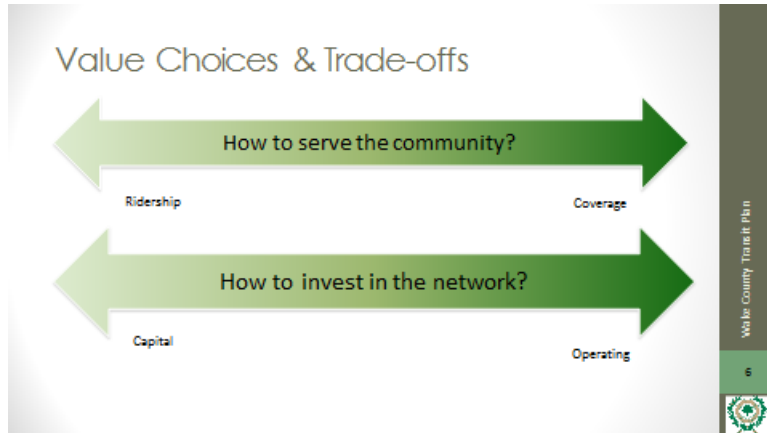 Value Choices & Trade-offs
How to serve the community?
Ridership
Coverage
How to invest in the network?
Capital
Operating
Wake County Transit Plan
6